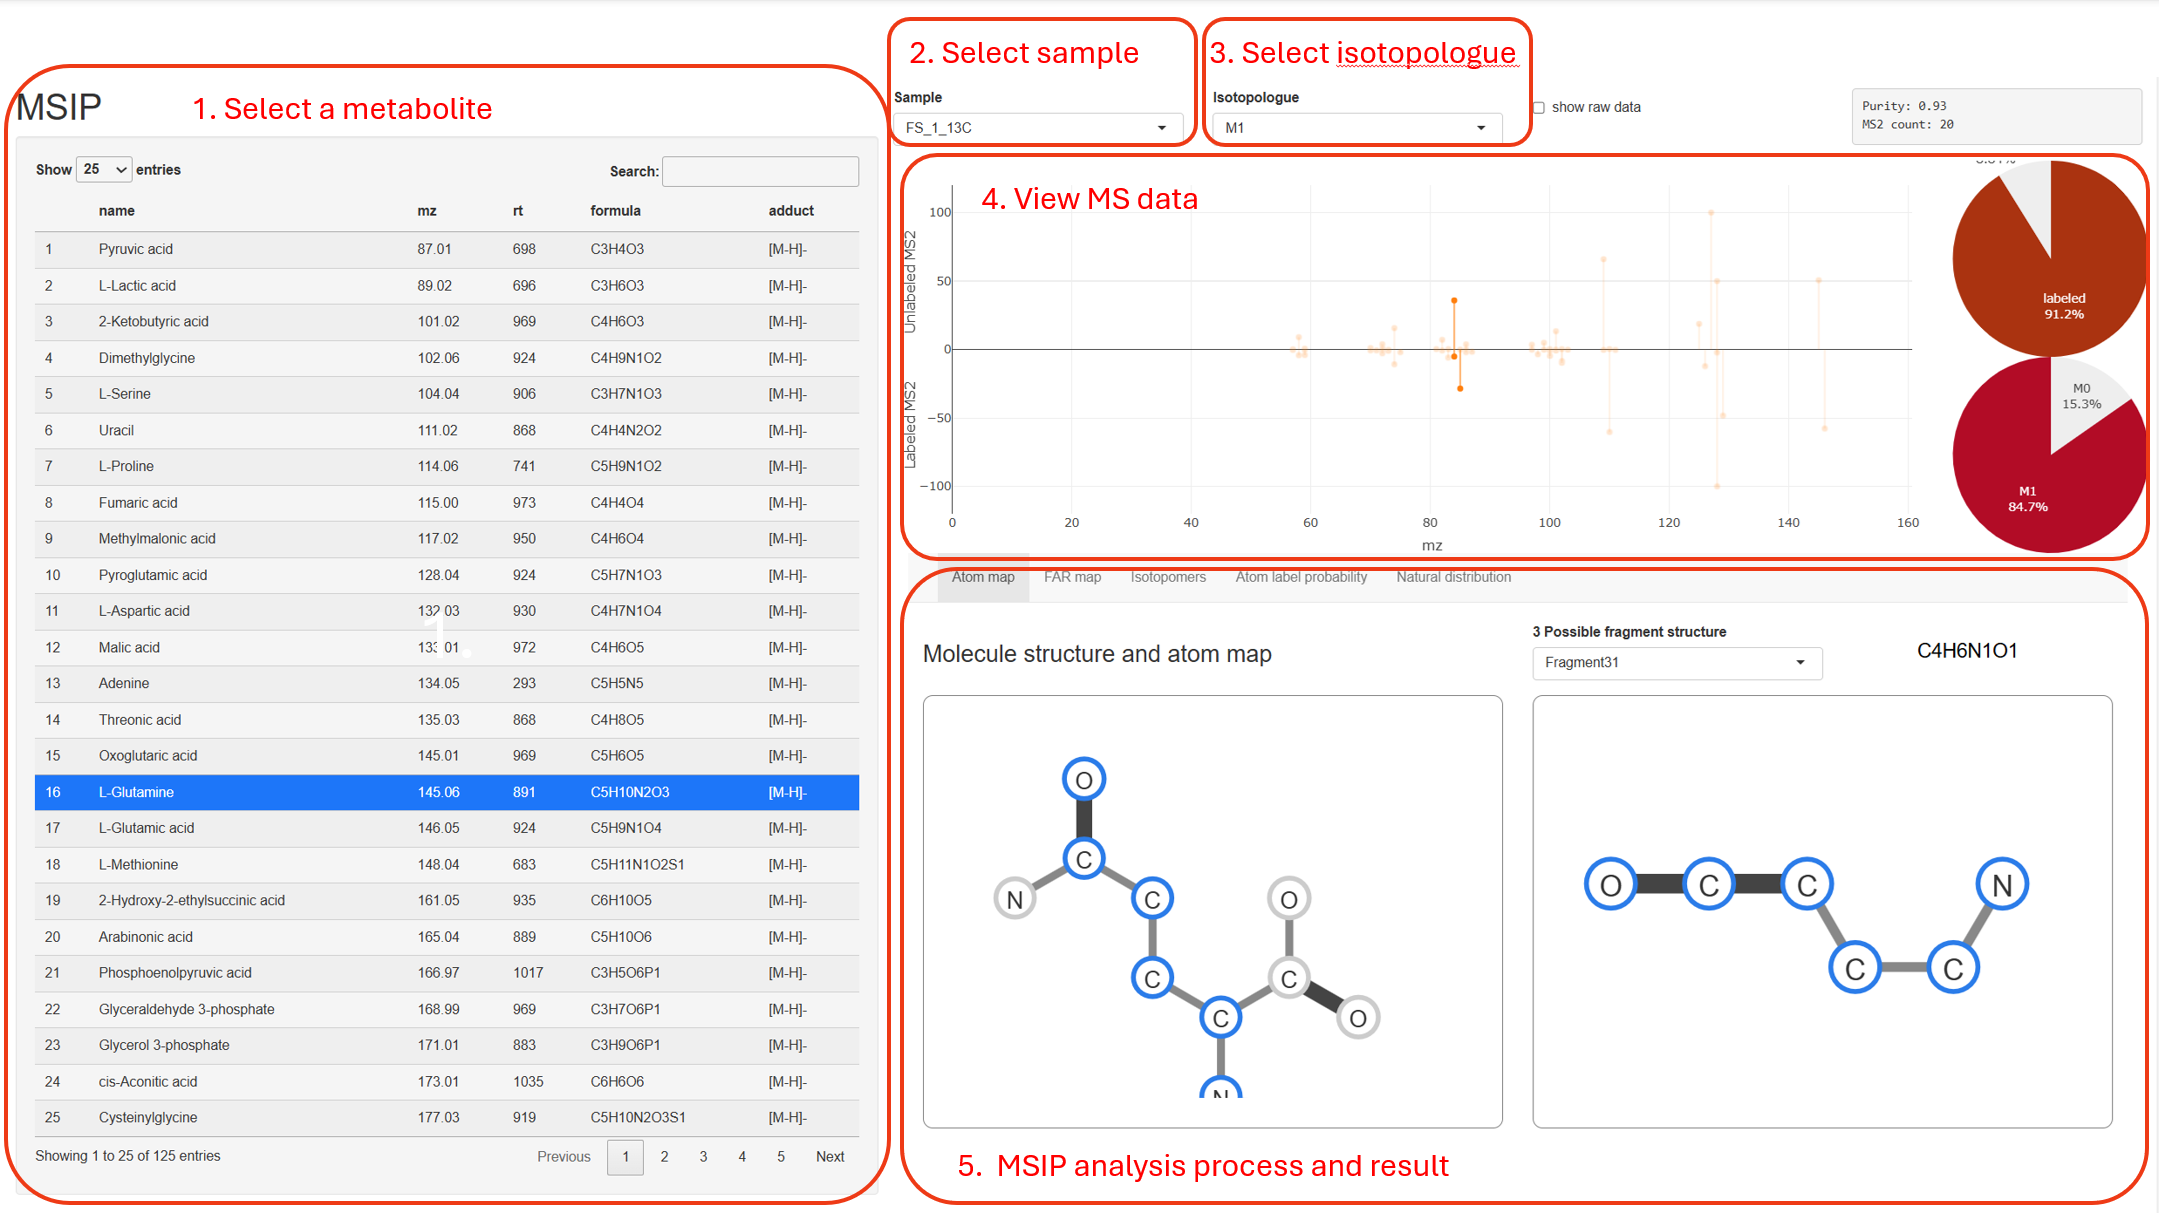 MSIP
1. Select a metabolite
2. Select sample
3. Select isotopologue
Sample
FS_1_13C
Isotopologue
M1
show raw data
Purity: 0.93
MS2 count: 20
Show 25 entries
Search:
name mz rt formula adduct
1 Pyruvic acid 87.01 698 C3H4O3 [M-H]-
2 L-Lactic acid 89.02 696 C3H6O3 [M-H]-
3 2-Ketobutyric acid 101.02 969 C4H6O3 [M-H]-
4 Dimethylglycine 102.06 924 C4H9N1O2 [M-H]-
5 L-Serine 104.04 906 C3H7N1O3 [M-H]-
6 Uracil 111.02 868 C4H4N2O2 [M-H]-
7 L-Proline 114.06 741 C5H9N1O2 [M-H]-
8 Fumaric acid 115.00 973 C4H4O4 [M-H]-
9 Methylmalonic acid 117.02 950 C4H6O4 [M-H]-
10 Pyroglutamic acid 128.04 924 C5H7N1O3 [M-H]-
11 L-Aspartic acid 132.03 930 C4H7N1O4 [M-H]-
12 Malic acid 133.01 972 C4H6O5 [M-H]-
1.
13 Adenine 134.05 293 C5H5N5 [M-H]-
14 Threonic acid 135.03 868 C4H8O5 [M-H]-
15 Oxoglutaric acid 145.01 969 C5H6O5 [M-H]-
16 L-Glutamine 145.06 891 C5H10N2O3 [M-H]-
17 L-Glutamic acid 146.05 924 C5H9N1O4 [M-H]-
18 L-Methionine 148.04 683 C5H11N1O2S1 [M-H]-
19 2-Hydroxy-2-ethylsuccinic acid 161.05 935 C6H10O5 [M-H]-
20 Arabinonic acid 165.04 889 C5H10O6 [M-H]-
21 Phosphoenolpyruvic acid 166.97 1017 C3H5O6P1 [M-H]-
22 Glyceraldehyde 3-phosphate 168.99 969 C3H7O6P1 [M-H]-
23 Glycerol 3-phosphate 171.01 883 C3H9O6P1 [M-H]-
24 cis-Aconitic acid 173.01 1035 C6H6O6 [M-H]-
25 Cysteinylglycine 177.03 919 C5H10N2O3S1 [M-H]-
Showing 1 to 25 of 125 entries
Previous 1 2 3 4 5 Next
4. View MS data
Unlabeled MS2
Labeled MS2
100
50
0
−50
−100
0 20 40 60 80 100 120 140 160
mz
labeled
91.2%
M0
15.3%
M1
84.7%
Atom map FAR map Isotopomers Atom label probability Natural distribution
Molecule structure and atom map
3 Possible fragment structure
Fragment31
C4H6N1O1
O
C
N C O
C C
C O
N
O C C N
C C
5. MSIP analysis process and result